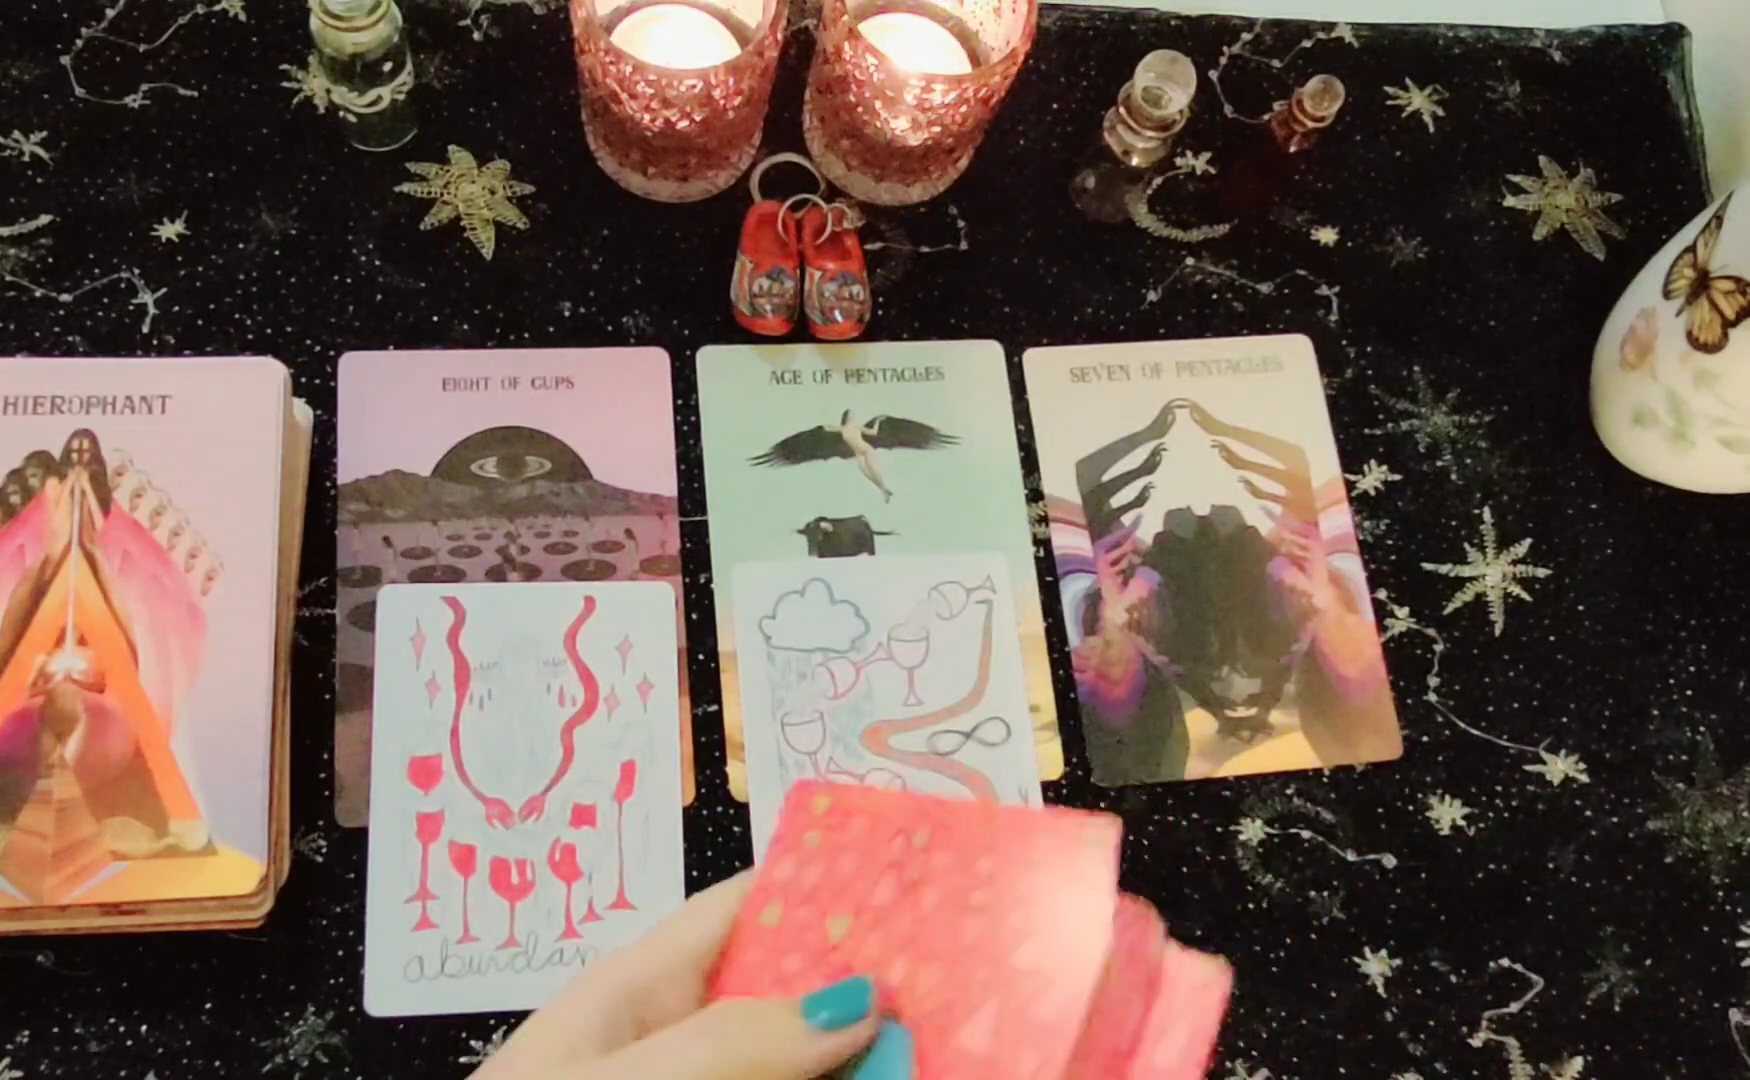 HIEROPHANT
EIGHT OF CUPS
ACE OF PENTACLES
SEVEN OF PENTACLES
abundan